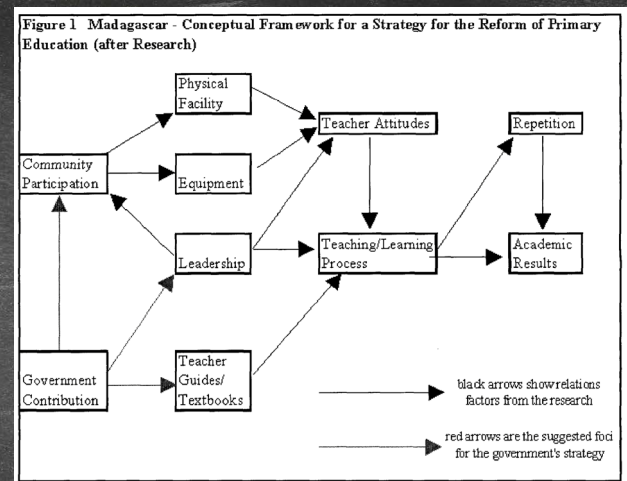 Figure 1 Madagascar - Conceptual Framework for a Strategy for the Reform of Primary
Education (after Research)
Physical
Facility
Teacher Attitudes
Repetition
Community
Participation
Equipment
Leadership
Teaching/Learning
Process
Academic
Results
Government
Contribution
Teacher
Guides/
Textbooks
black arrows show relations
factors from the research
red arrows are the suggested foci
for the government's strategy